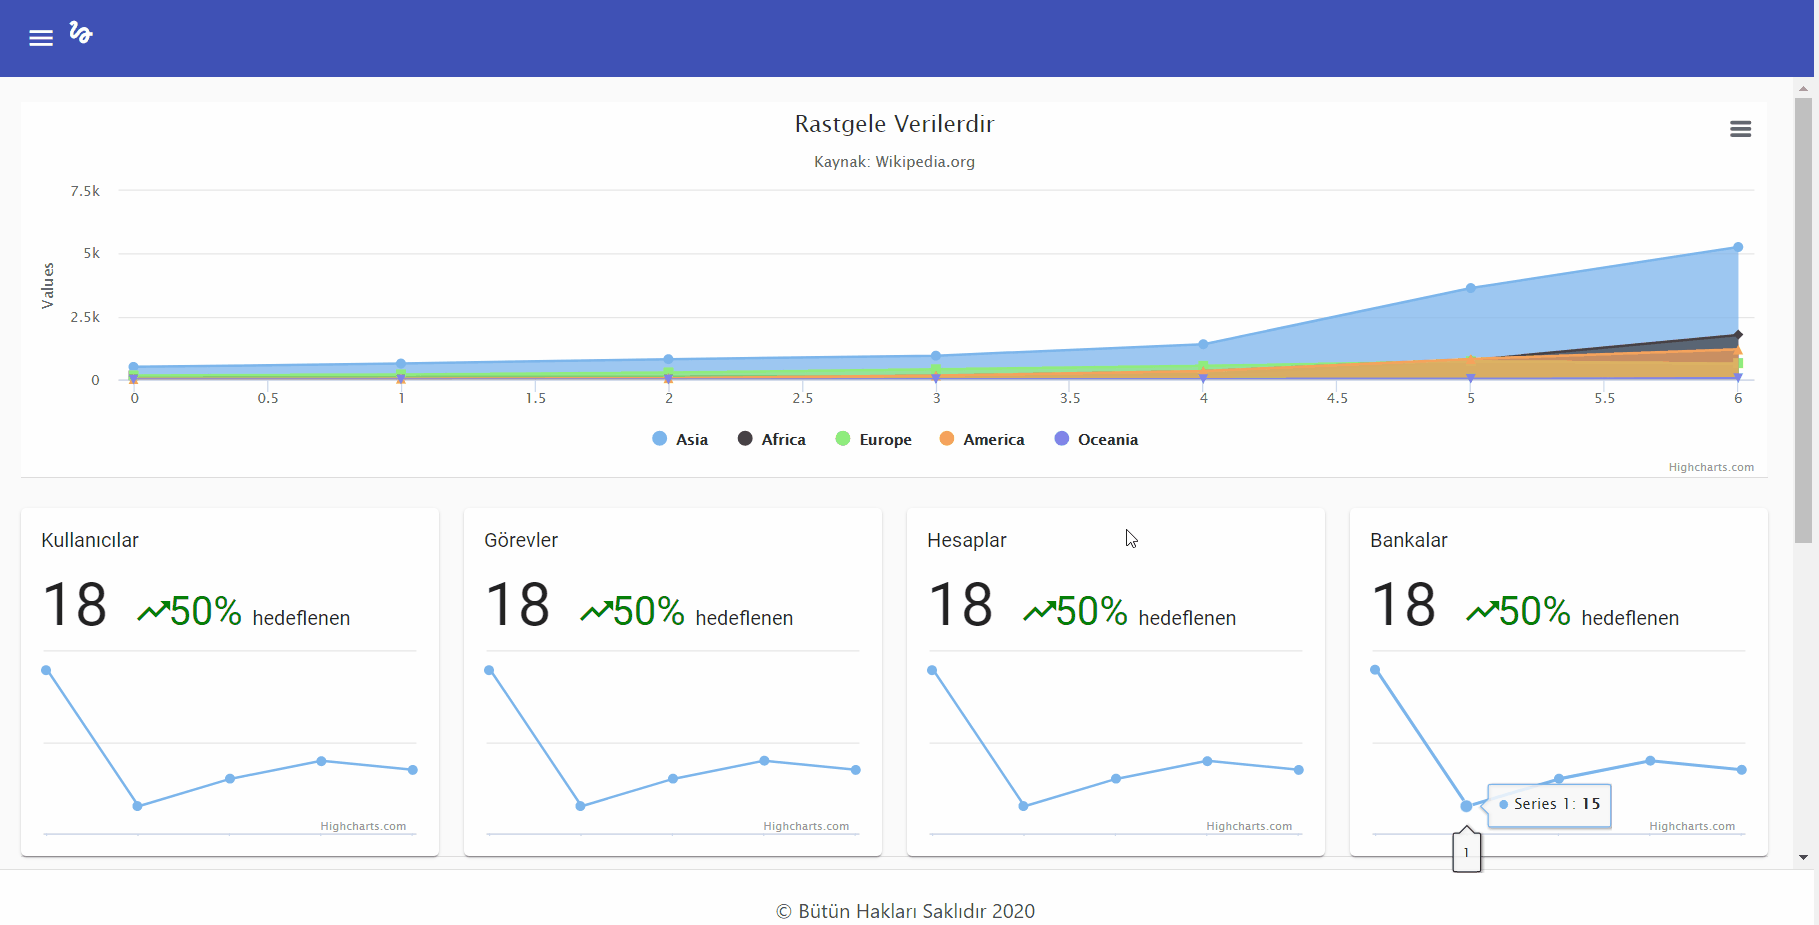 Rastgele Verilerdir
Kaynak: Wikipedia.org
7.5k
5k
2.5k
0
Values
0 0.5 1 1.5 2 2.5 3 3.5 4 4.5 5 5.5 6
Asia Africa Europe America Oceania
Highcharts.com
Kullanıcılar
18 50% hedeflenen
Highcharts.com
Görevler
18 50% hedeflenen
Highcharts.com
Hesaplar
18 50% hedeflenen
Highcharts.com
Bankalar
18 50% hedeflenen
Series 1: 15
Highcharts.com
1
© Bütün Hakları Saklıdır 2020